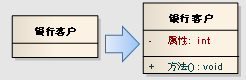 银行客户
银行客户
- 属性: int
+ 方法(): void